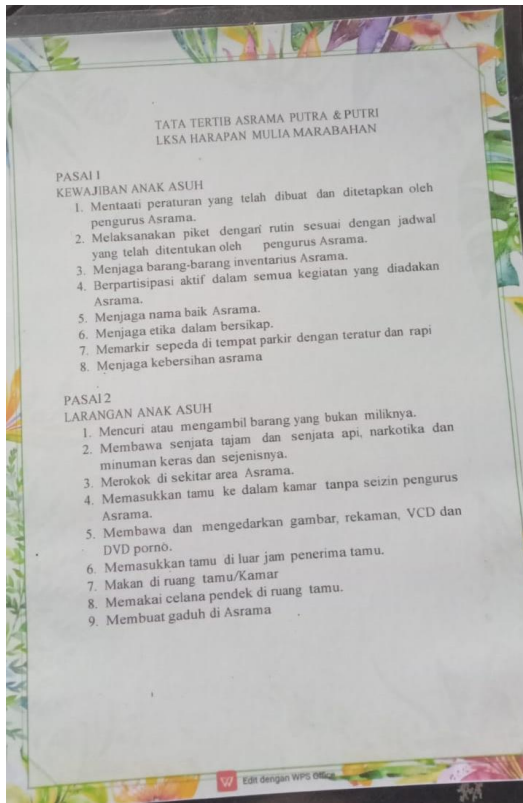 TATA TERTIB ASRAMA PUTRA & PUTRI
LKSA HARAPAN MULIA MARABAHAN
PASAl 1
KEWAJIBAN ANAK ASUH
1. Mentaati peraturan yang telah dibuat dan ditetapkan oleh
pengurus Asrama.
2. Melaksanakan piket dengan rutin sesuai dengan jadwal
yang telah ditentukan oleh pengurus Asrama.
3. Menjaga barang-barang inventarius Asrama.
4. Berpartisipasi aktif dalam semua kegiatan yang diadakan
Asrama.
5. Menjaga nama baik Asrama.
6. Menjaga etika dalam bersikap.
7. Memarkir sepeda di tempat parkir dengan teratur dan rapi
8. Menjaga kebersihan asrama
PASAl 2
LARANGAN ANAK ASUH
1. Mencuri atau mengambil barang yang bukan miliknya.
2. Membawa senjata tajam dan senjata api, narkotika dan
minuman keras dan sejenisnya.
3. Merokok di sekitar area Asrama.
4. Memasukkan tamu ke dalam kamar tanpa seizin pengurus
Asrama.
5. Membawa dan mengedarkan gambar, rekaman, VCD dan
DVD porno.
6. Memasukkan tamu di luar jam penerima tamu.
7. Makan di ruang tamu/Kamar
8. Memakai celana pendek di ruang tamu.
9. Membuat gaduh di Asrama
W Edit dengan WPS Office